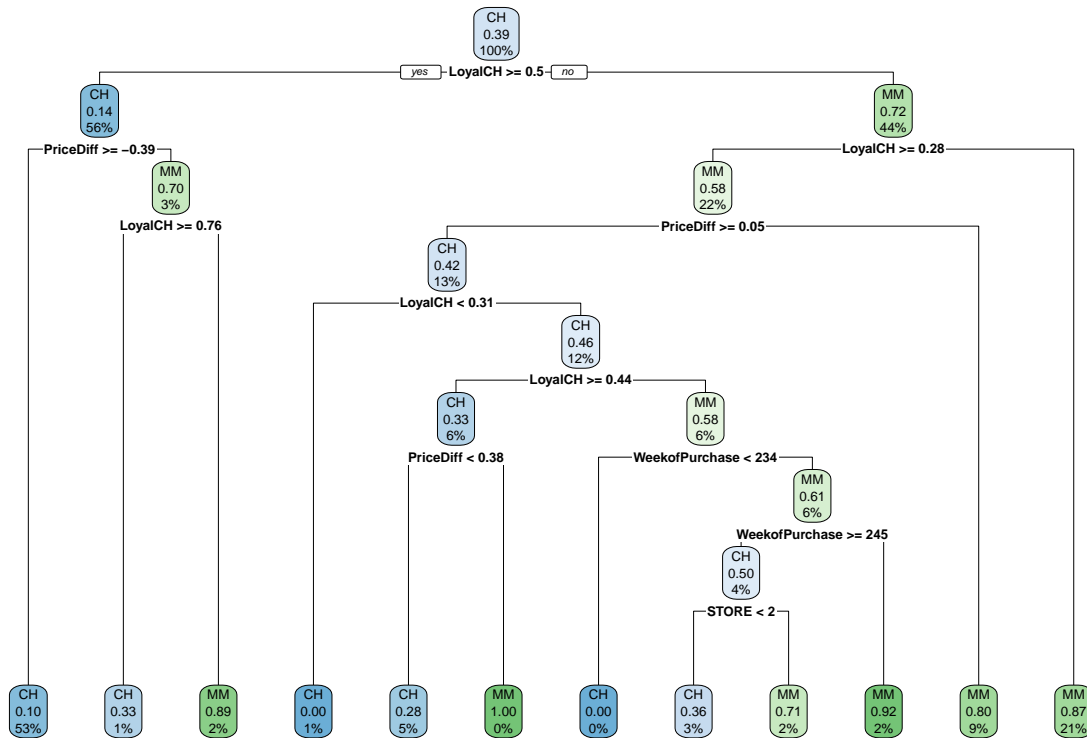 CH
0.39
100%
yes LoyalCH >= 0.5 no
CH
0.14
56%
MM
0.72
44%
PriceDiff >= −0.39
LoyalCH >= 0.28
MM
0.70
3%
MM
0.58
22%
LoyalCH >= 0.76
PriceDiff >= 0.05
CH
0.42
13%
LoyalCH < 0.31
CH
0.46
12%
LoyalCH >= 0.44
CH
0.33
6%
MM
0.58
6%
PriceDiff < 0.38
WeekofPurchase < 234
MM
0.61
6%
WeekofPurchase >= 245
CH
0.50
4%
STORE < 2
CH
0.10
53%
CH
0.33
1%
MM
0.89
2%
CH
0.00
1%
CH
0.28
5%
MM
1.00
0%
CH
0.00
0%
CH
0.36
3%
MM
0.71
2%
MM
0.92
2%
MM
0.80
9%
MM
0.87
21%